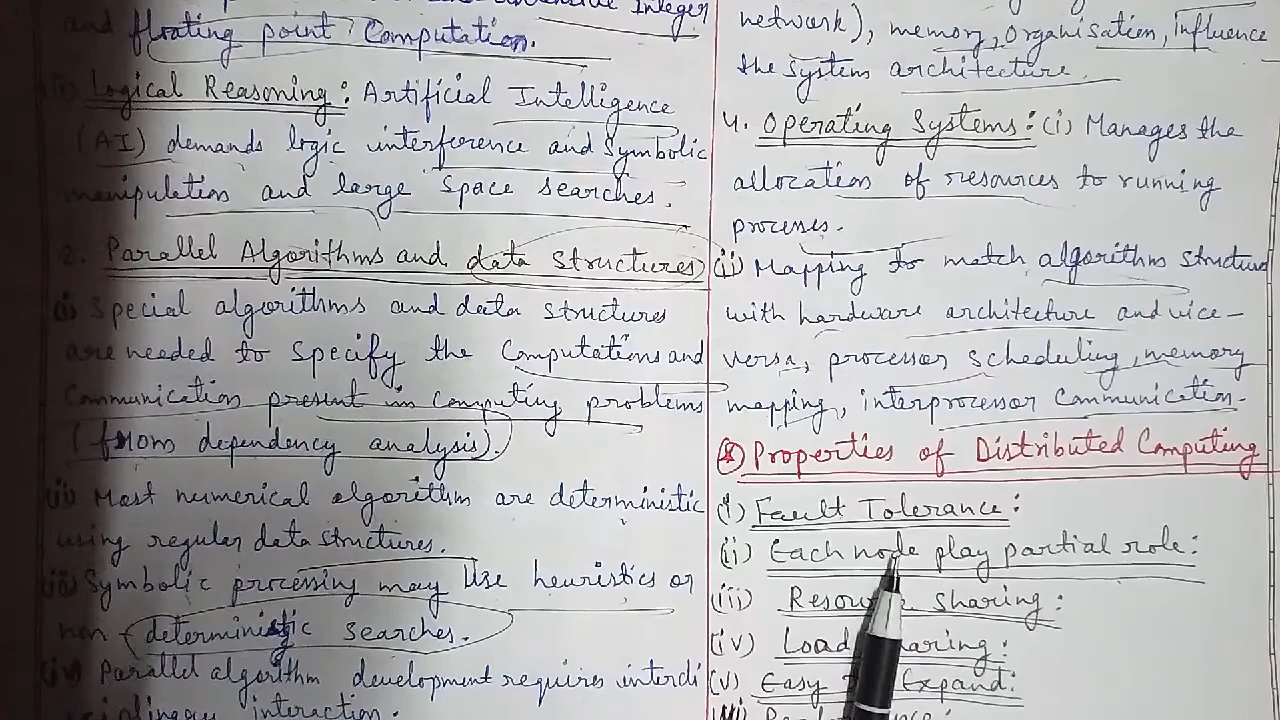 Integer
and floating point Computation.
(ii) Logical Reasoning: Artificial Intelligence
(AI) demands logic interference and Symbolic
manipulation and large Space searches.
2. Parallel Algorithms and data Structures
(i) Special algorithms and data structures
are needed to Specify the Computations and
Communication present in computing problems
(from dependency analysis).
(ii) Most numerical algorithm are deterministic
using regular data structures.
(iii) Symbolic processing may Use heuristics or
non-deterministic searches.
(iv) Parallel algorithm development requires interdi
interaction.
network), memory, Organisation, Influence
the System architecture.
4. Operating Systems: (i) Manages the
allocation of resources to running
processes.
(ii) Mapping to match algorithm structure
with hardware architecture and vice-
versa, processor scheduling, memory
mapping, interprocessor Communication.
Properties of Distributed Computing
(i) Fault Tolerance:
(ii) Each node play partial role:
(iii) Resource Sharing:
(iv) Load Sharing:
(v) Easy to Expand: